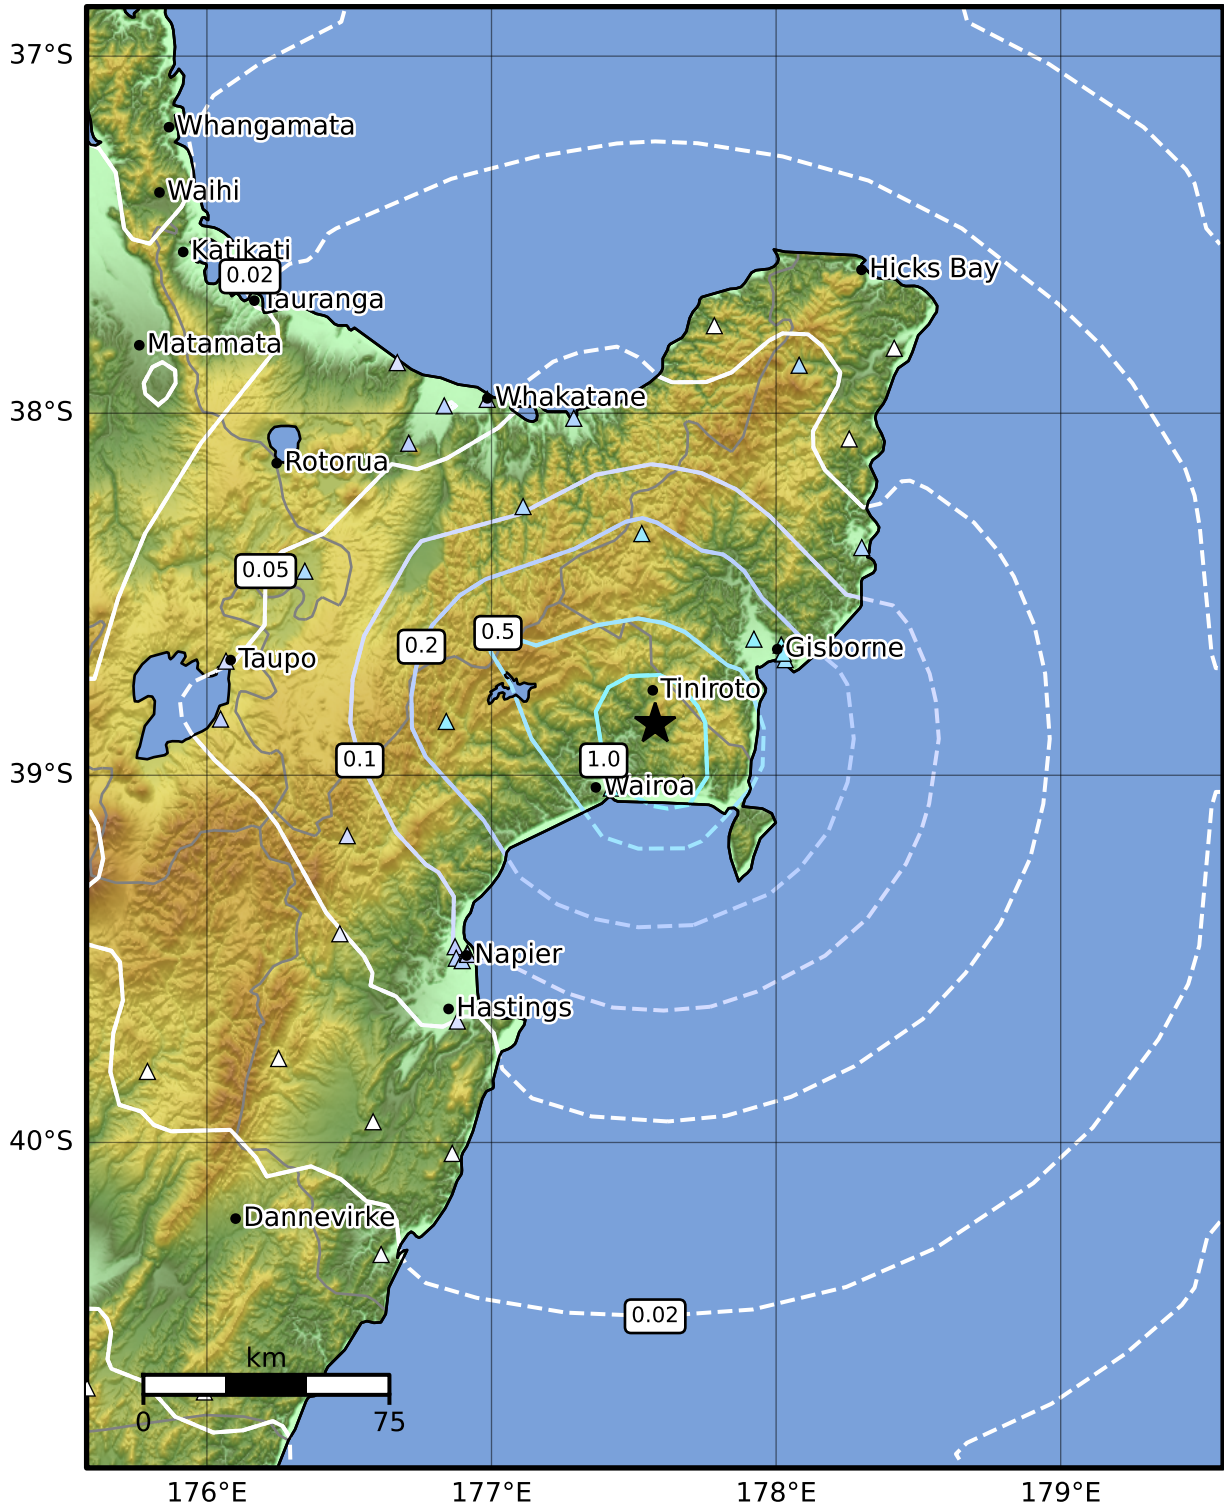 37°S
Whangamata
Waihi
Katikati
0.02
Tauranga
Hicks Bay
Matamata
Whakatane
38°S
Rotorua
0.05
0.5
0.2
Gisborne
Taupo
Tiniroto
0.1
1.0
39°S
Wairoa
Napier
Hastings
40°S
Dannevirke
0.02
km
0
75
176°E
177°E
178°E
179°E